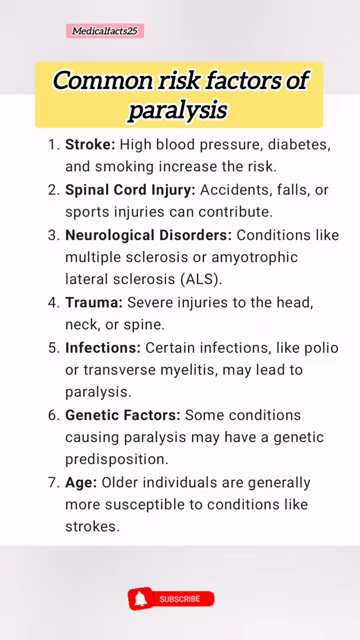 Medicalfacts25
Common risk factors of
paralysis
1. Stroke: High blood pressure, diabetes,
and smoking increase the risk.
2. Spinal Cord Injury: Accidents, falls, or
sports injuries can contribute.
3. Neurological Disorders: Conditions like
multiple sclerosis or amyotrophic
lateral sclerosis (ALS).
4. Trauma: Severe injuries to the head,
neck, or spine.
5. Infections: Certain infections, like polio
or transverse myelitis, may lead to
paralysis.
6. Genetic Factors: Some conditions
causing paralysis may have a genetic
predisposition.
7. Age: Older individuals are generally
more susceptible to conditions like
strokes.
SUBSCRIBE